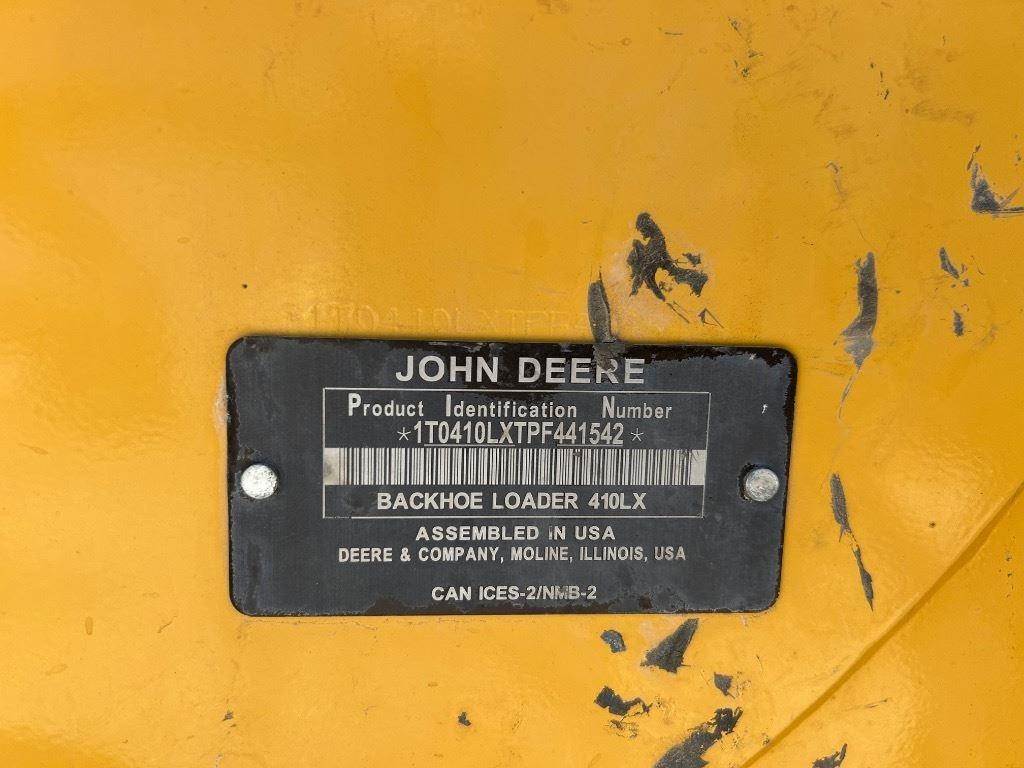 1T0410LXTPF
JOHN DEERE
Product Identification Number
*1T0410LXTPF441542*
BACKHOE LOADER 410LX
ASSEMBLED IN USA
DEERE & COMPANY, MOLINE, ILLINOIS, USA
CAN ICES-2/NMB-2